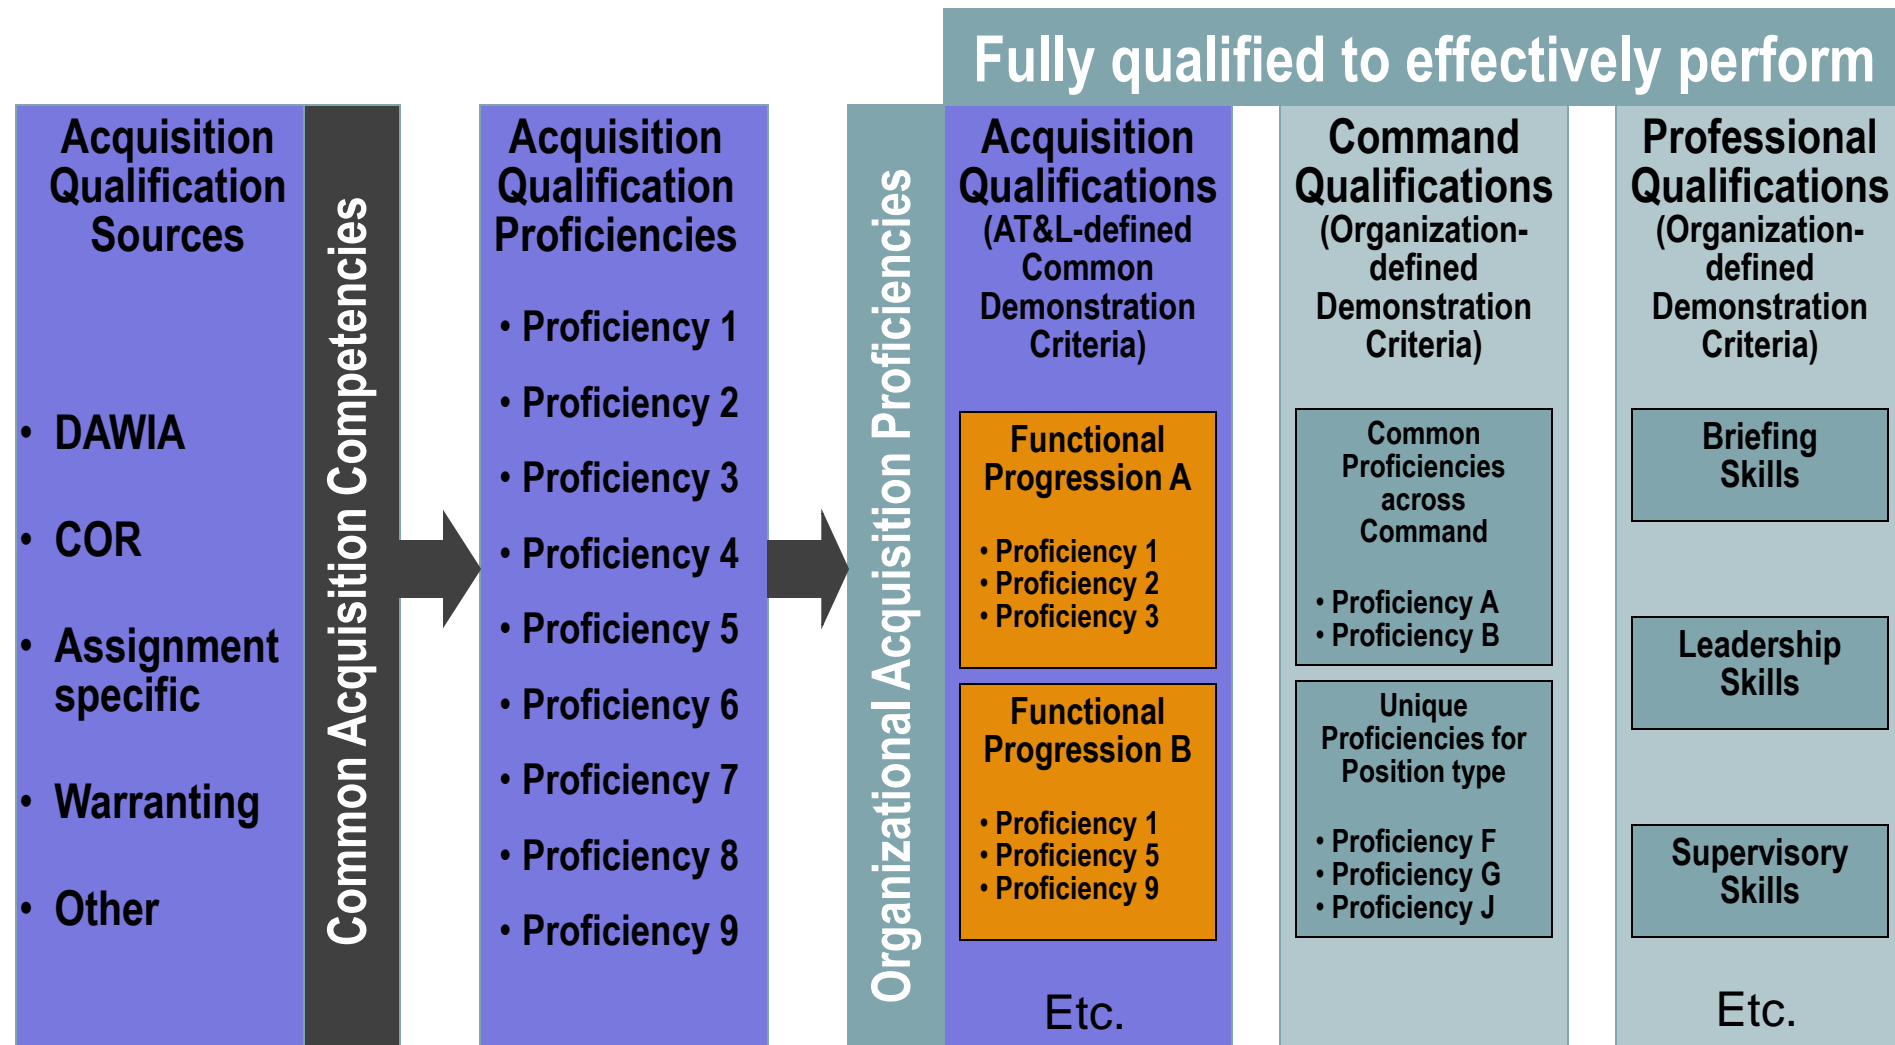 Fully qualified to effectively perform
Acquisition
Qualification
Sources
• DAWIA
• COR
• Assignment
specific
• Warranting
• Other
Common Acquisition Competencies
Acquisition
Qualification
Proficiencies
• Proficiency 1
• Proficiency 2
• Proficiency 3
• Proficiency 4
• Proficiency 5
• Proficiency 6
• Proficiency 7
• Proficiency 8
• Proficiency 9
Organizational Acquisition Proficiencies
Acquisition
Qualifications
(AT&L-defined
Common
Demonstration
Criteria)
Functional
Progression A
• Proficiency 1
• Proficiency 2
• Proficiency 3
Functional
Progression B
• Proficiency 1
• Proficiency 5
• Proficiency 9
Etc.
Command
Qualifications
(Organization-
defined
Demonstration
Criteria)
Common
Proficiencies
across
Command
• Proficiency A
• Proficiency B
Unique
Proficiencies for
Position type
• Proficiency F
• Proficiency G
• Proficiency J
Professional
Qualifications
(Organization-
defined
Demonstration
Criteria)
Briefing
Skills
Leadership
Skills
Supervisory
Skills
Etc.